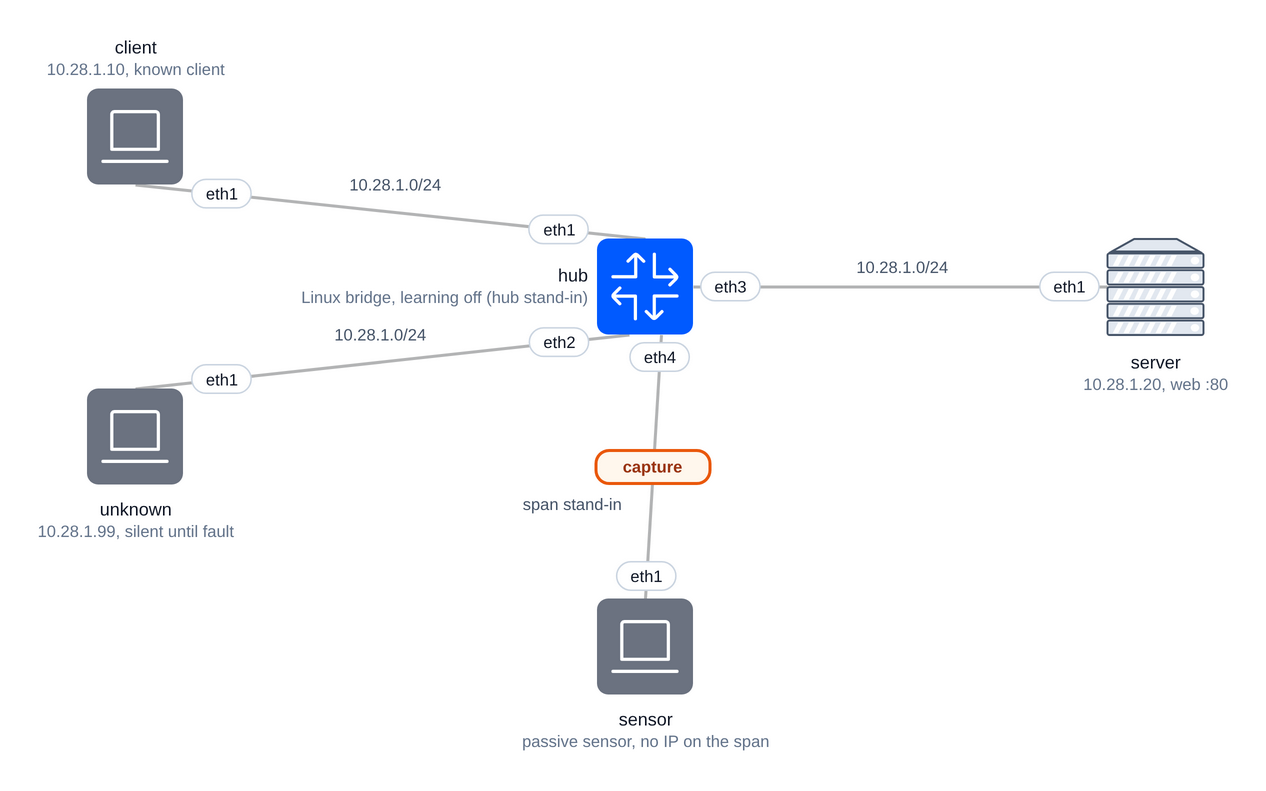 client
10.28.1.10, known client
eth1
10.28.1.0/24
eth1
hub
Linux bridge, learning off (hub stand-in)
eth3
10.28.1.0/24
eth1
server
10.28.1.20, web :80
10.28.1.0/24
eth2
eth4
eth1
unknown
10.28.1.99, silent until fault
capture
span stand-in
eth1
sensor
passive sensor, no IP on the span